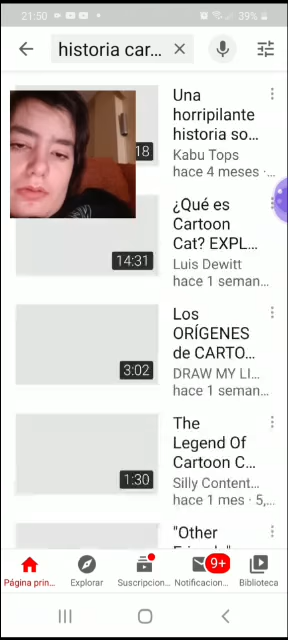 21:50
39%
historia car...
Una
horripilante
historia so...
18
Kabu Tops
hace 4 meses ·...
¿Qué es
Cartoon
Cat? EXPL...
14:31
Luis Dewitt
hace 1 seman...
Los
ORÍGENES
de CARTO...
3:02
DRAW MY LI...
hace 1 seman...
The
Legend Of
Cartoon C...
1:30
Silly Content...
hace 1 mes · 5,...
"Other
9+
Página prin...
Explorar
Suscripcion...
Notificacion...
Biblioteca